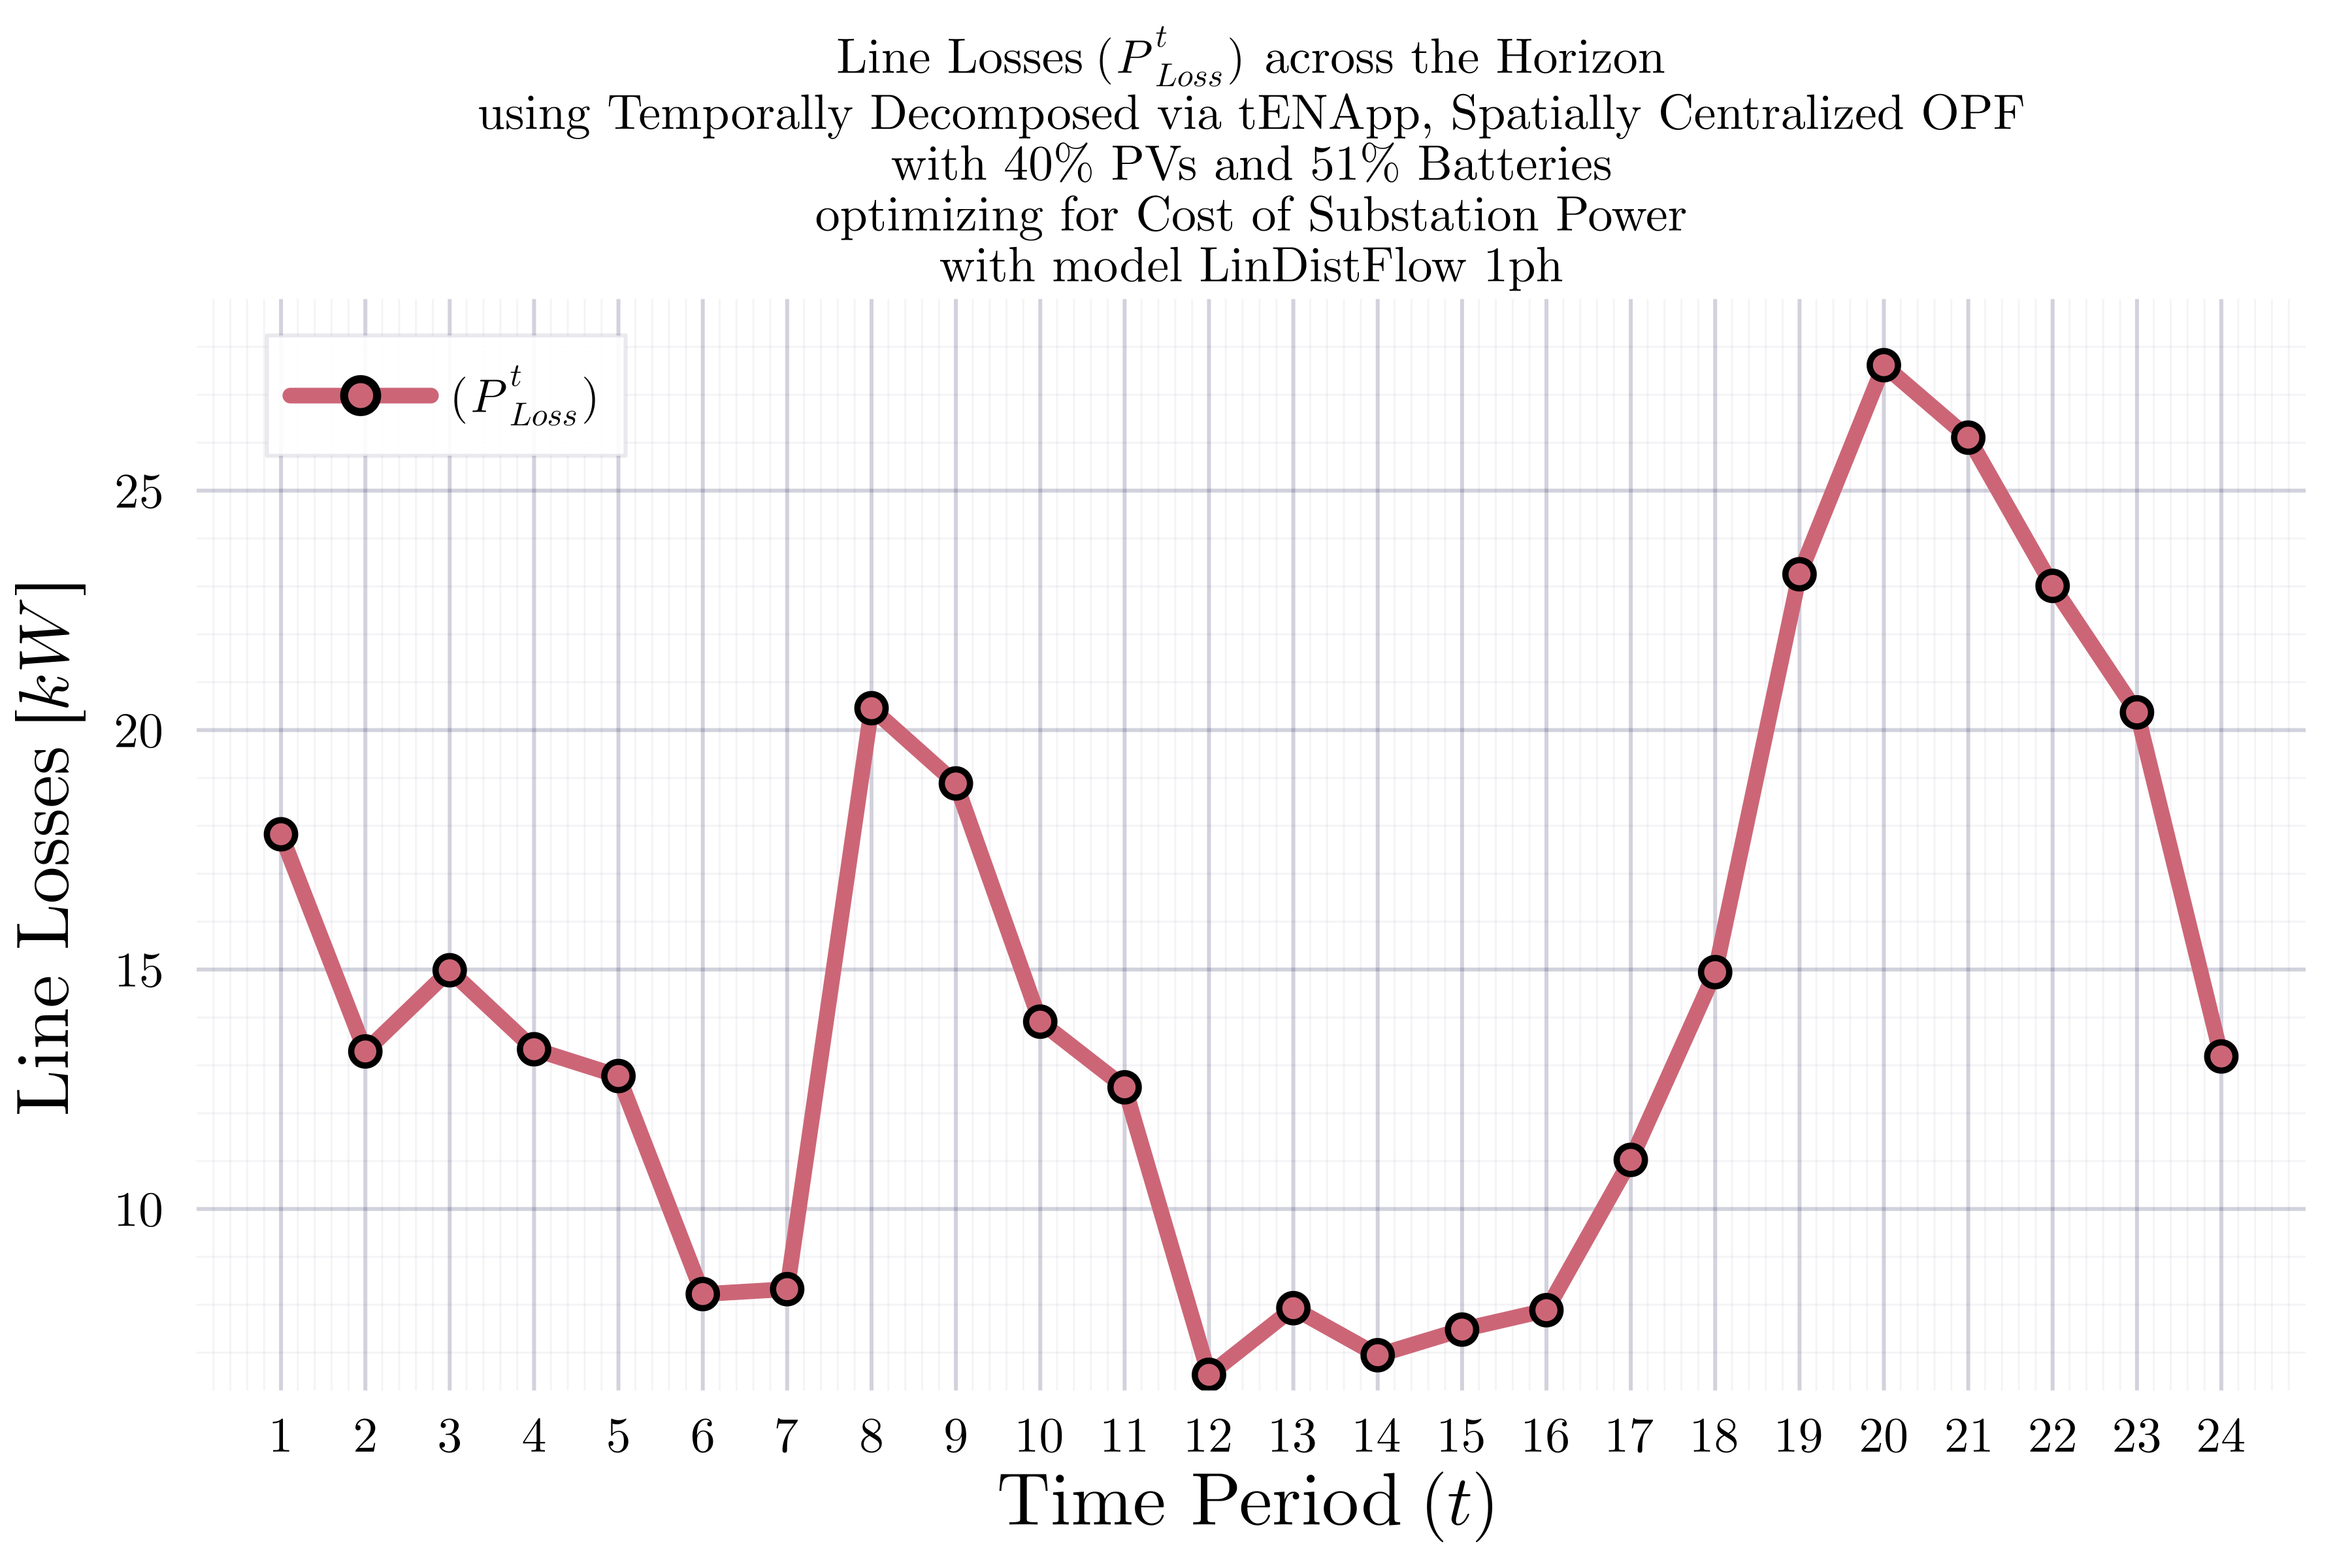 Line Losses (P^t_Loss) across the Horizon
using Temporally Decomposed via tENApp, Spatially Centralized OPF
with 40% PVs and 51% Batteries
optimizing for Cost of Substation Power
with model LinDistFlow 1ph
(P^t_Loss)
25
20
15
10
Line Losses [kW]
1 2 3 4 5 6 7 8 9 10 11 12 13 14 15 16 17 18 19 20 21 22 23 24
Time Period (t)